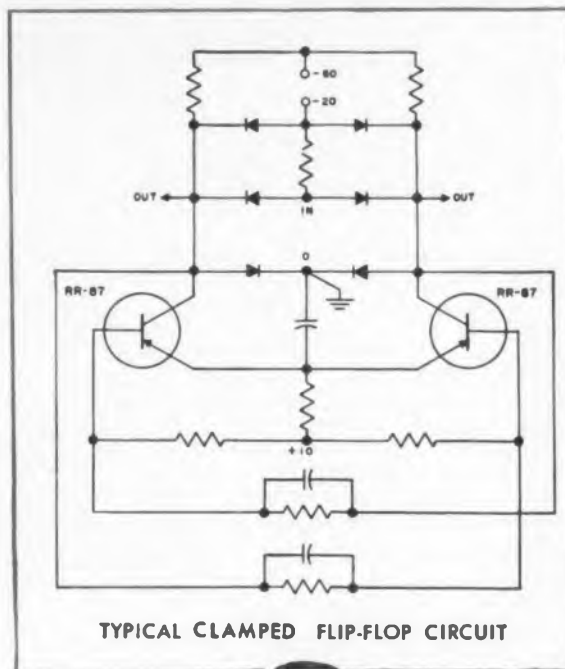 -60
-20
OUT
IN
OUT
0
RR-87
RR-87
+10
TYPICAL CLAMPED FLIP-FLOP CIRCUIT